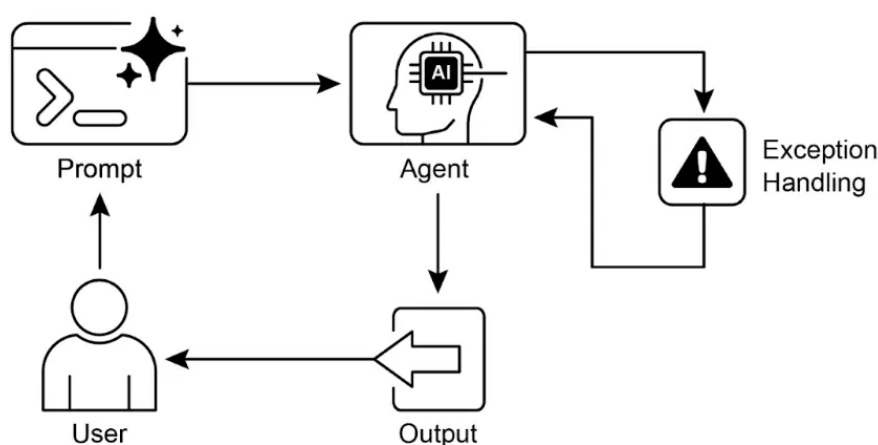 AI
Prompt
Agent
Exception
Handling
User
Output